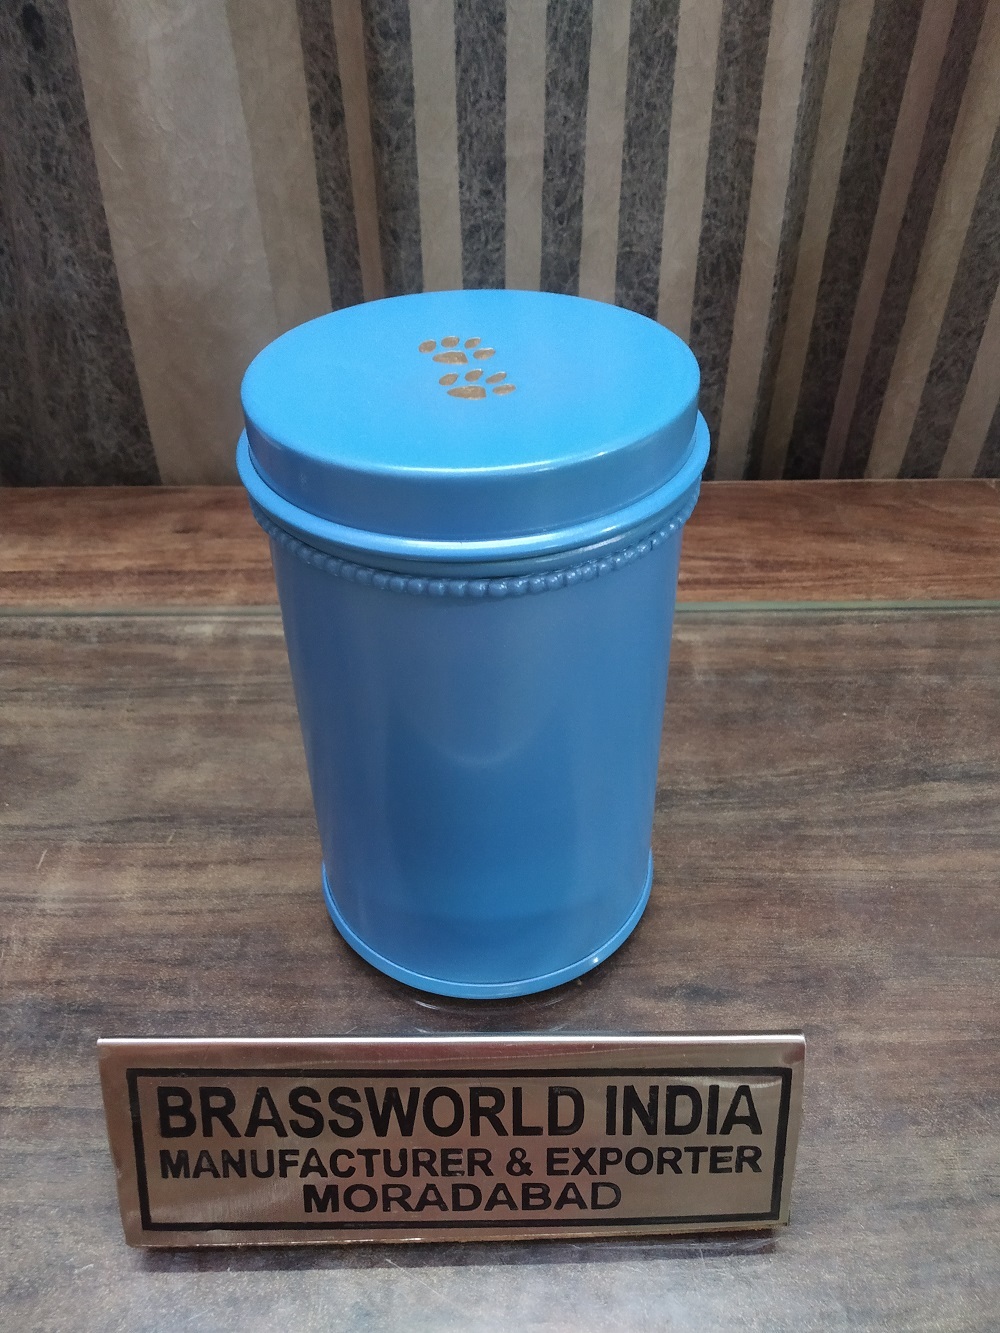 BRASSWORLD INDIA
MANUFACTURER & EXPORTER
MORADABAD